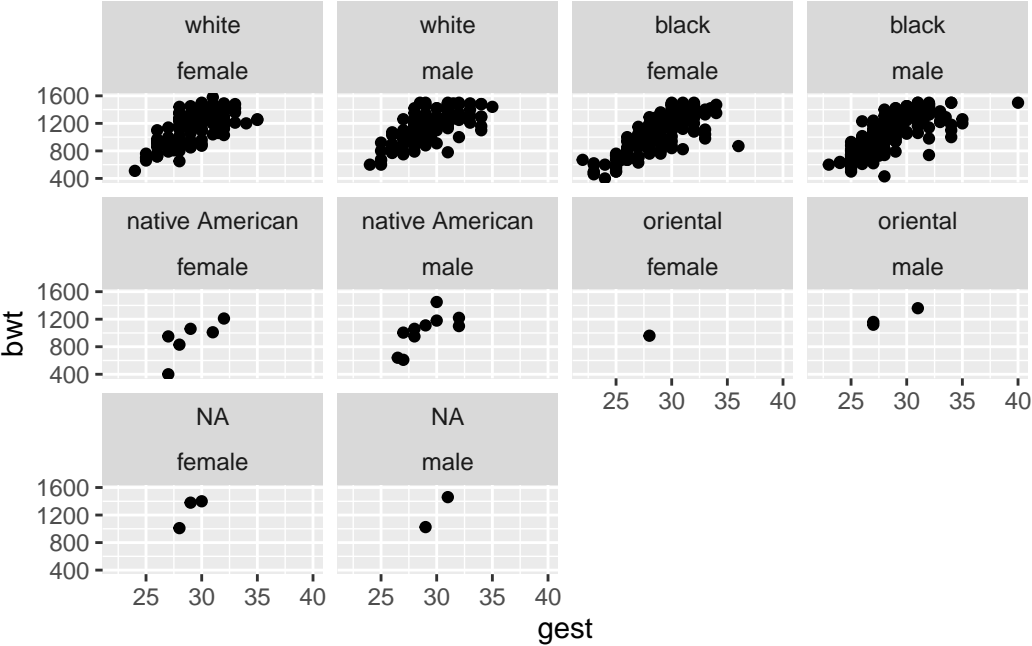 white white black black
female male female male
1600
1200
800
400
native American native American oriental oriental
female male female male
1600
1200
800
400
25 30 35 40 25 30 35 40
NA NA
female male
1600
1200
800
400
25 30 35 40 25 30 35 40
bwt
gest